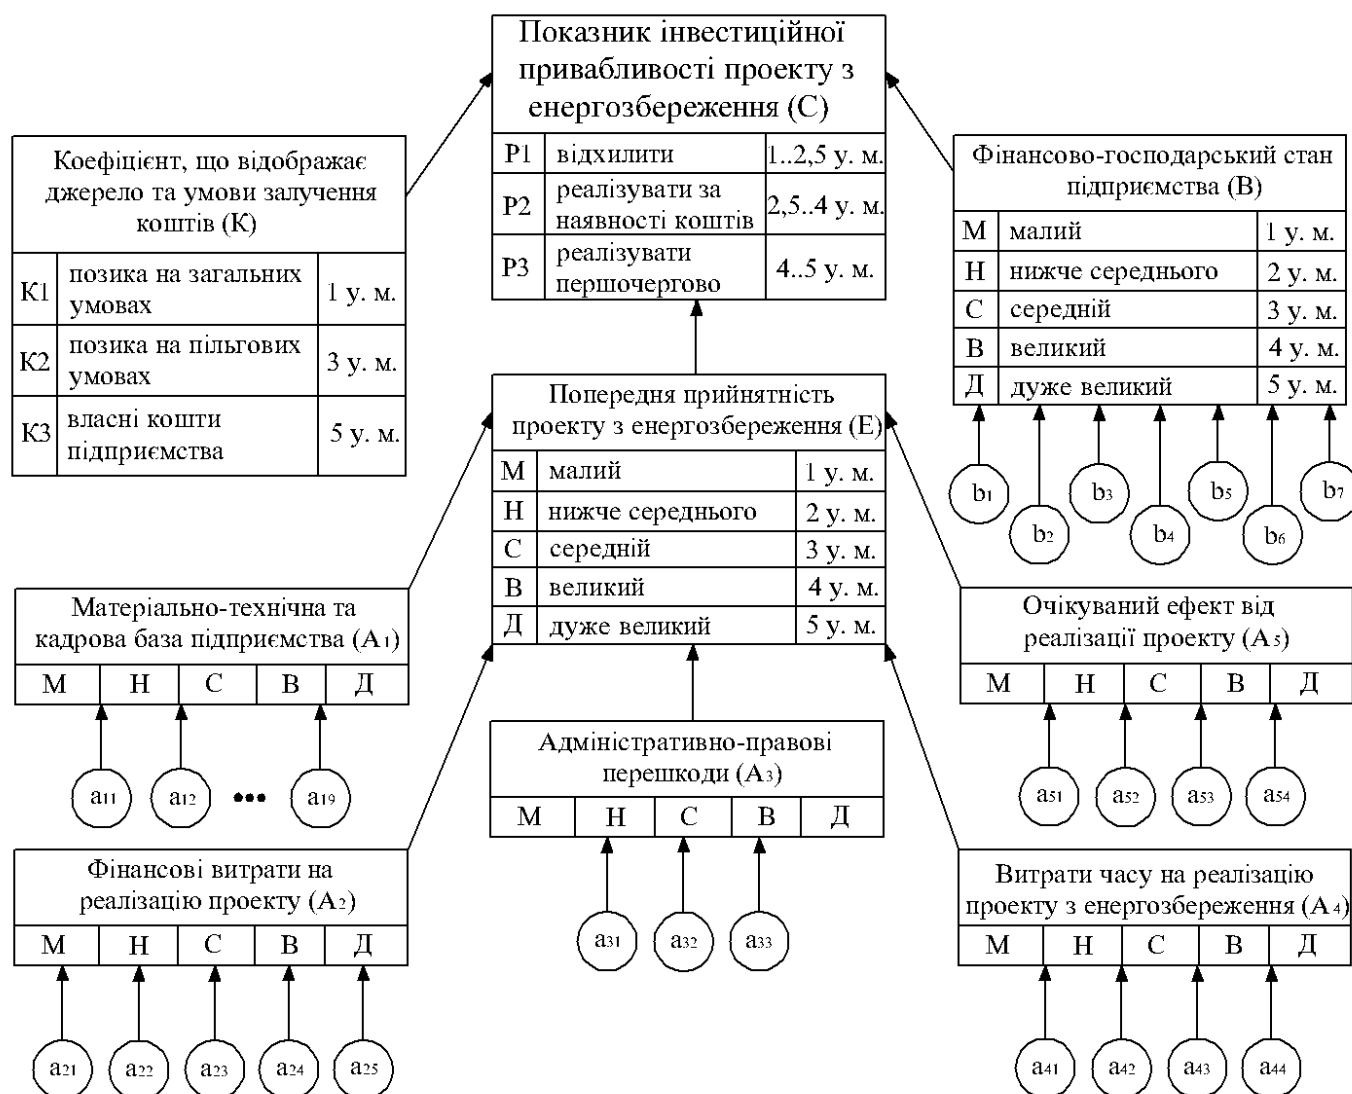 Показник інвестиційної
привабливості проекту з
енергозбереження (С)
Р1 відхилити 1..2,5 у. м.
Р2 реалізувати за
наявності коштів 2,5..4 у. м.
Р3 реалізувати
першочергово 4..5 у. м.
Коефіцієнт, що відображає
джерело та умови залучення
коштів (К)
К1 позика на загальних
умовах 1 у. м.
К2 позика на пільгових
умовах 3 у. м.
К3 власні кошти
підприємства 5 у. м.
Фінансово-господарський стан
підприємства (В)
М малий 1 у. м.
Н нижче середнього 2 у. м.
С середній 3 у. м.
В великий 4 у. м.
Д дуже великий 5 у. м.
b1 b2 b3 b4 b5 b6 b7
Попередня прийнятність
проекту з енергозбереження (Е)
М малий 1 у. м.
Н нижче середнього 2 у. м.
С середній 3 у. м.
В великий 4 у. м.
Д дуже великий 5 у. м.
Матеріально-технічна та
кадрова база підприємства (А1)
М Н С В Д
a11 a12 ••• a19
Очікуваний ефект від
реалізації проекту (А5)
М Н С В Д
a51 a52 a53 a54
Адміністративно-правові
перешкоди (А3)
М Н С В Д
a31 a32 a33
Фінансові витрати на
реалізацію проекту (А2)
М Н С В Д
a21 a22 a23 a24 a25
Витрати часу на реалізацію
проекту з енергозбереження (А4)
М Н С В Д
a41 a42 a43 a44